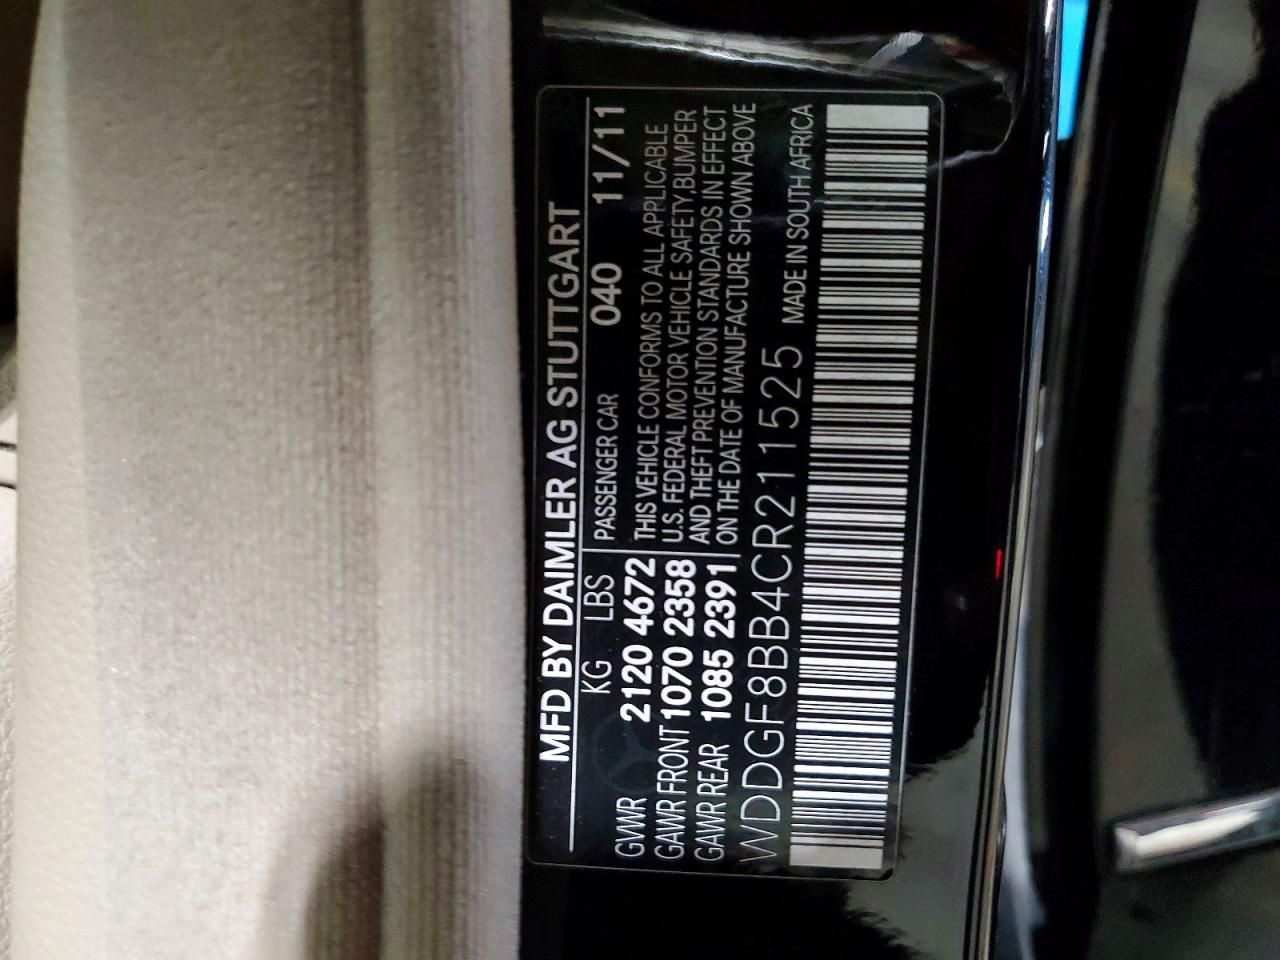 MFD BY DAIMLER AG STUTTGART
KG LBS PASSENGER CAR 040 11/11
GVWR 2120 4672
GAWR FRONT 1070 2358
GAWR REAR 1085 2391
THIS VEHICLE CONFORMS TO ALL APPLICABLE
U.S. FEDERAL MOTOR VEHICLE SAFETY,BUMPER
AND THEFT PREVENTION STANDARDS IN EFFECT
ON THE DATE OF MANUFACTURE SHOWN ABOVE
WDDGF8BB4CR211525 MADE IN SOUTH AFRICA